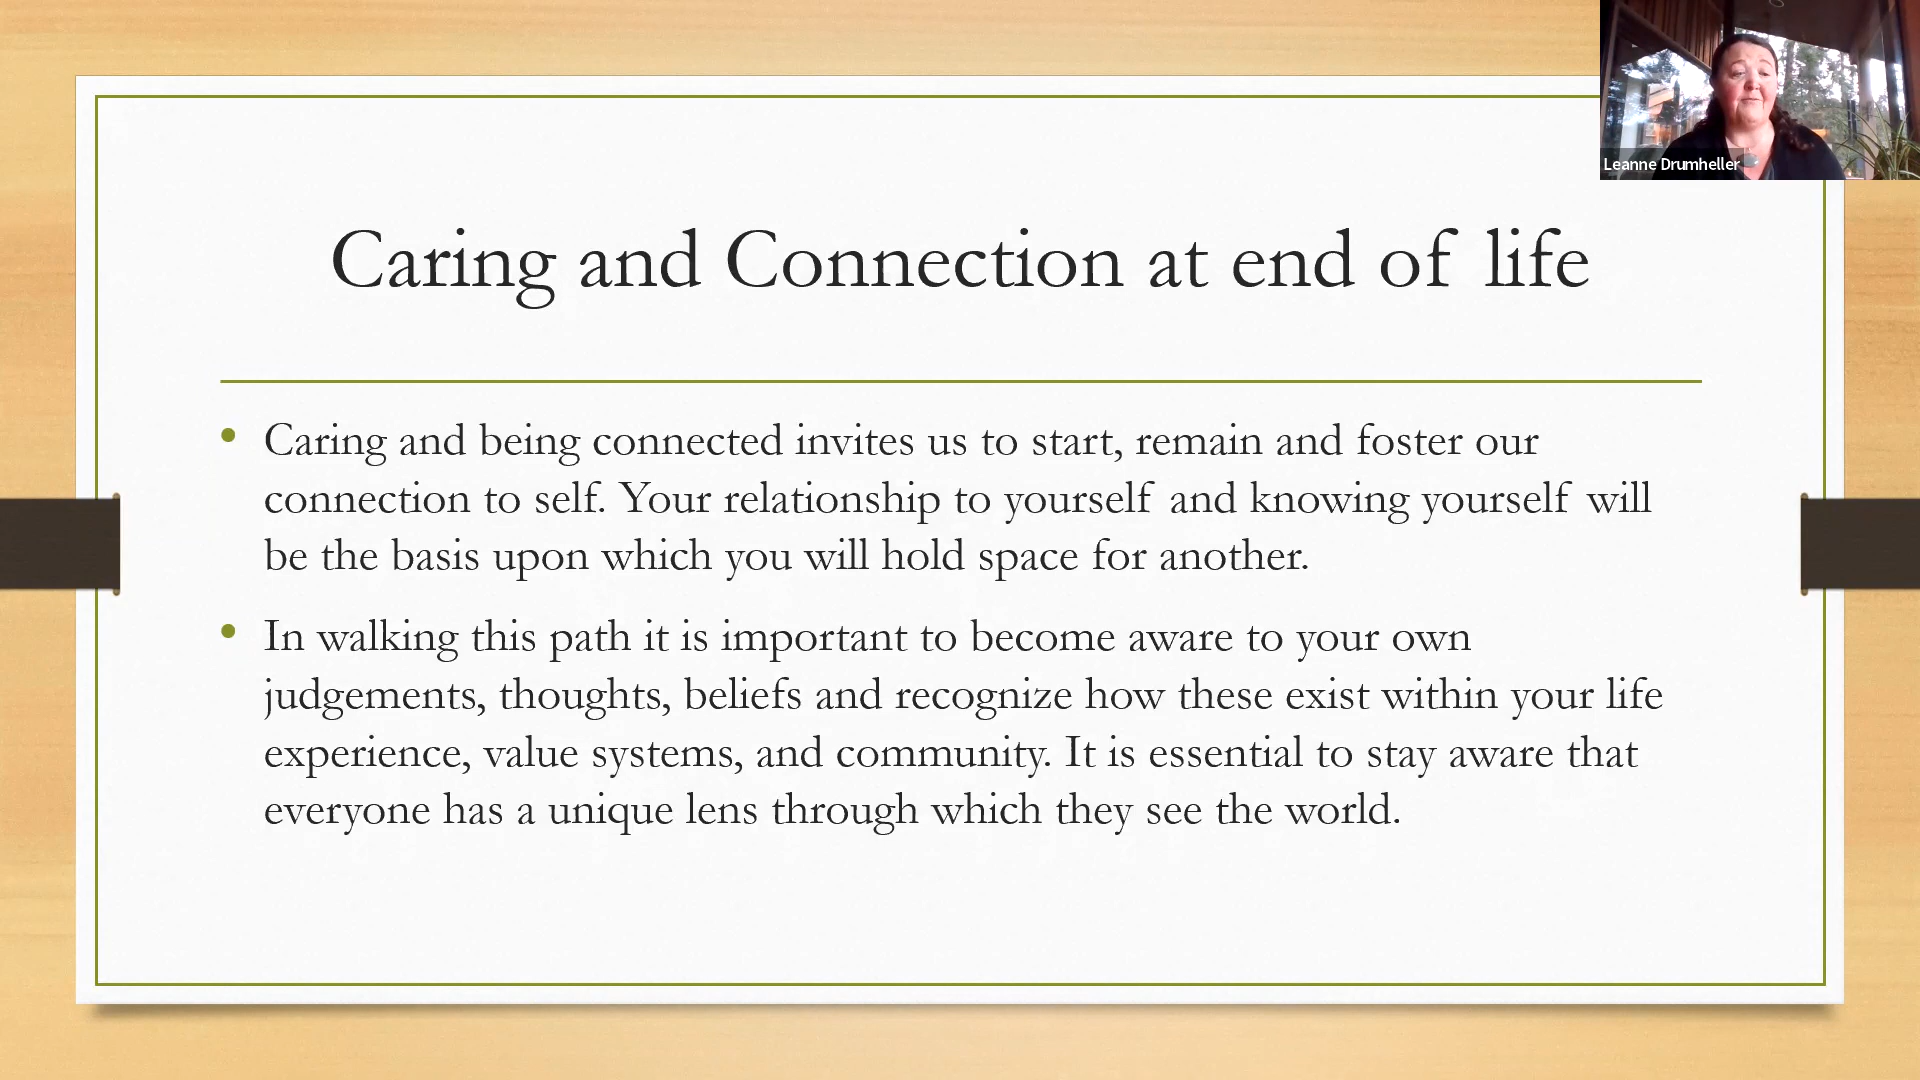 Leanne Drumheller
Caring and Connection at end of life
• Caring and being connected invites us to start, remain and foster our
connection to self. Your relationship to yourself and knowing yourself will
be the basis upon which you will hold space for another.
• In walking this path it is important to become aware to your own
judgements, thoughts, beliefs and recognize how these exist within your life
experience, value systems, and community. It is essential to stay aware that
everyone has a unique lens through which they see the world.